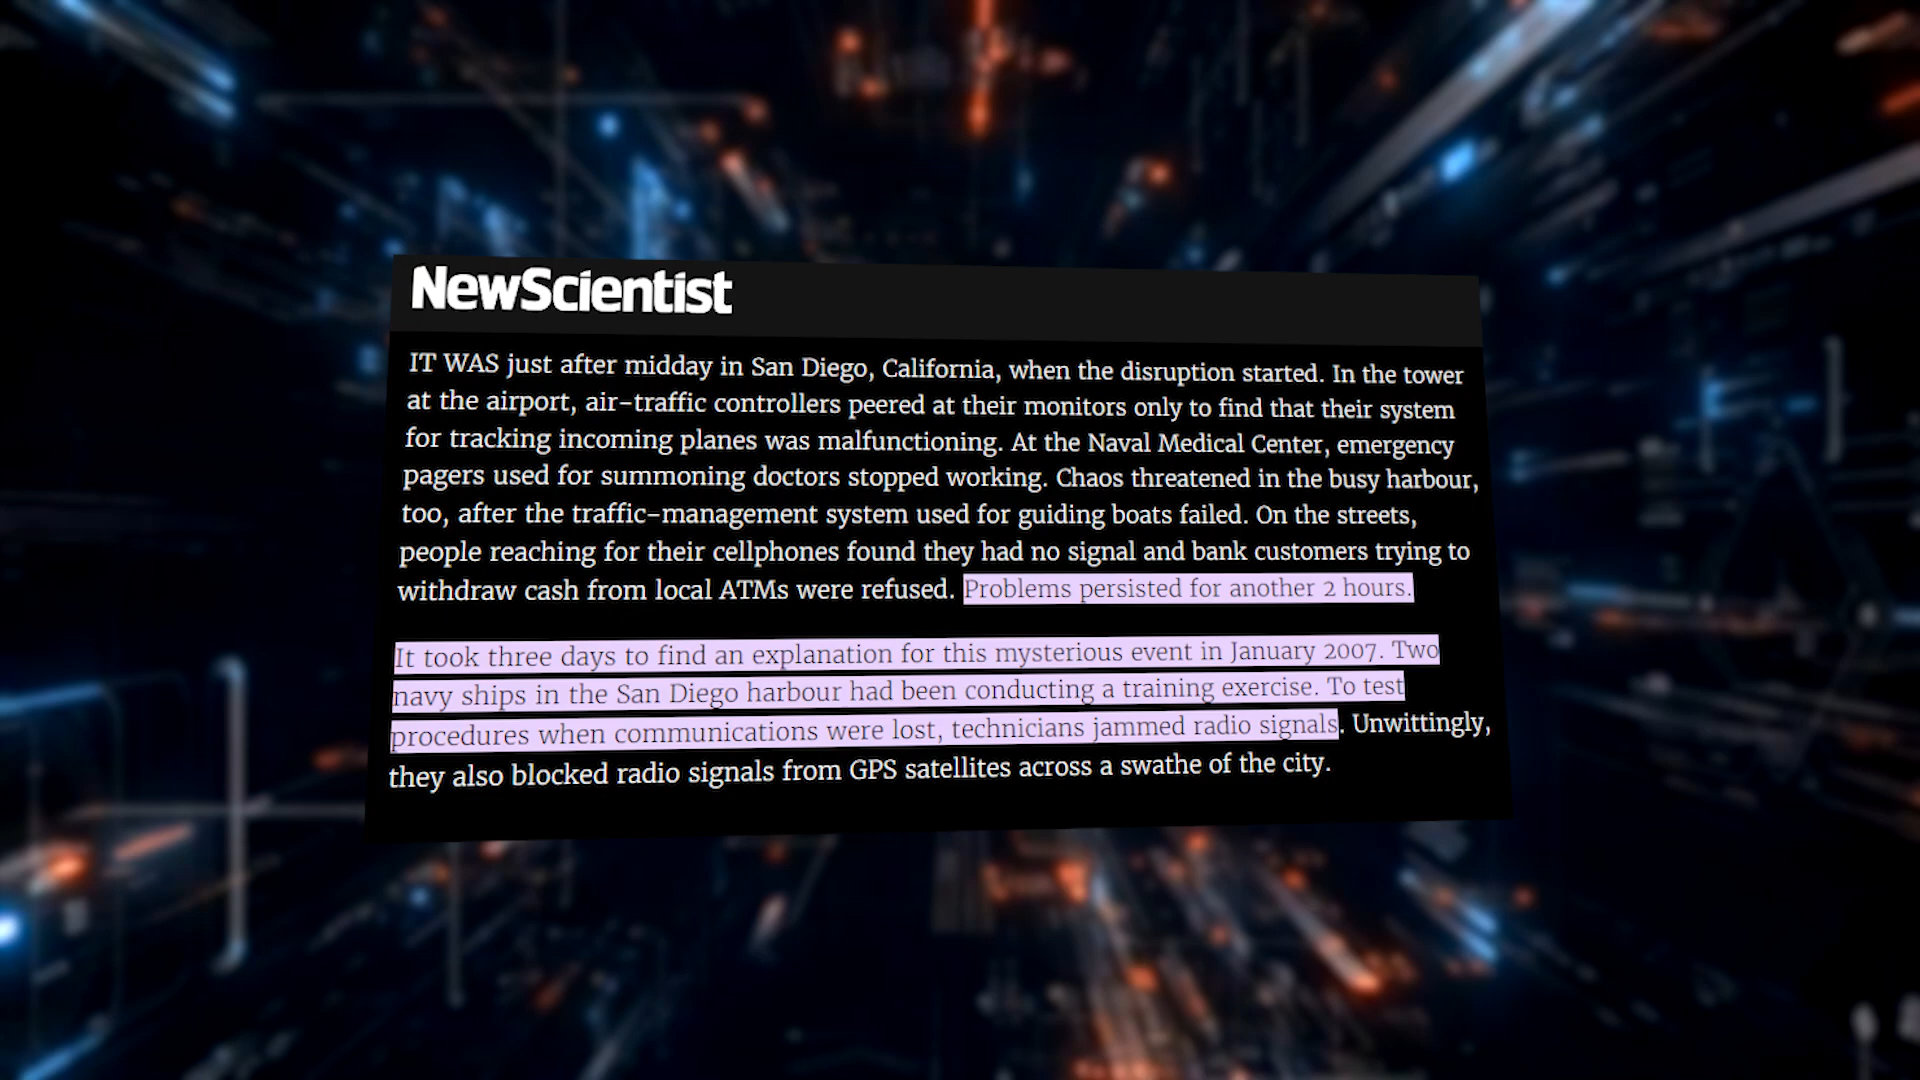 NewScientist
IT WAS just after midday in San Diego, California, when the disruption started. In the tower
at the airport, air-traffic controllers peered at their monitors only to find that their system
for tracking incoming planes was malfunctioning. At the Naval Medical Center, emergency
pagers used for summoning doctors stopped working. Chaos threatened in the busy harbour,
too, after the traffic-management system used for guiding boats failed. On the streets,
people reaching for their cellphones found they had no signal and bank customers trying to
withdraw cash from local ATMs were refused. Problems persisted for another 2 hours.
It took three days to find an explanation for this mysterious event in January 2007. Two
navy ships in the San Diego harbour had been conducting a training exercise. To test
procedures when communications were lost, technicians jammed radio signals. Unwittingly,
they also blocked radio signals from GPS satellites across a swathe of the city.